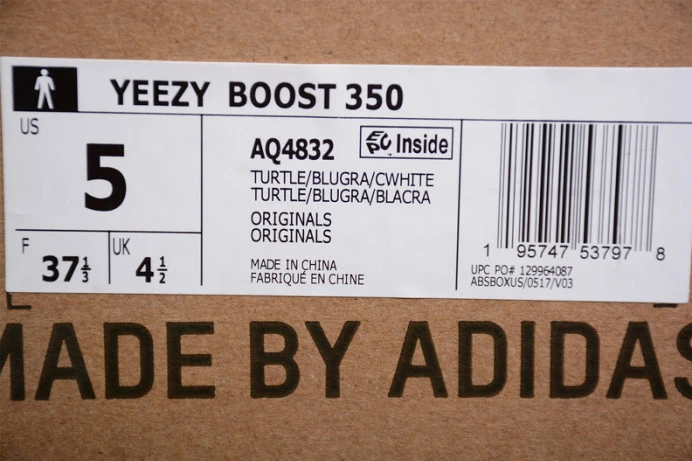 YEEZY BOOST 350
US
5
F
37⅓
UK
4½
AQ4832
EPC Inside
TURTLE/BLUGRA/CWHITE
TURTLE/BLUGRA/BLACRA
ORIGINALS
ORIGINALS
MADE IN CHINA
FABRIQUÉ EN CHINE
1 95747 53797 8
UPC PO# 129964087
ABSBOXUS/0517/V03
MADE BY ADIDAS